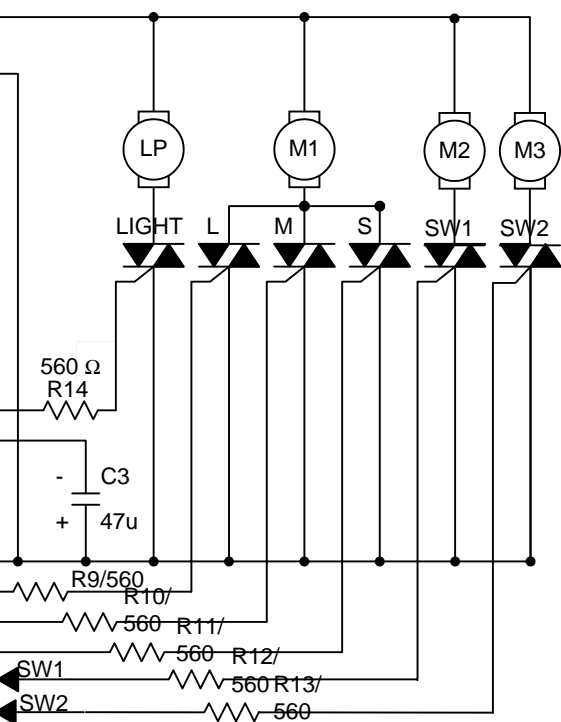 LP
M1
M2
M3
LIGHT
L
M
S
SW1
SW2
560 Ω
R14
-
C3
+
47u
R9/560
R10/
560
R11/
560
R12/
560
R13/
560
SW1
SW2